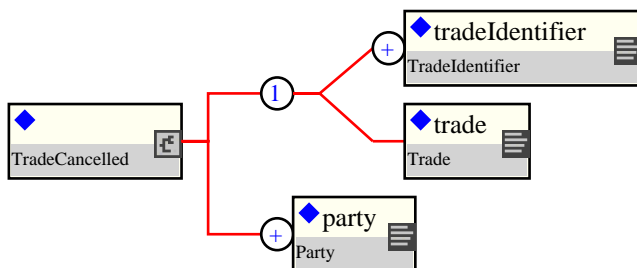 tradeIdentifier
+
TradeIdentifier
1
trade
TradeCancelled
Trade
party
+
Party